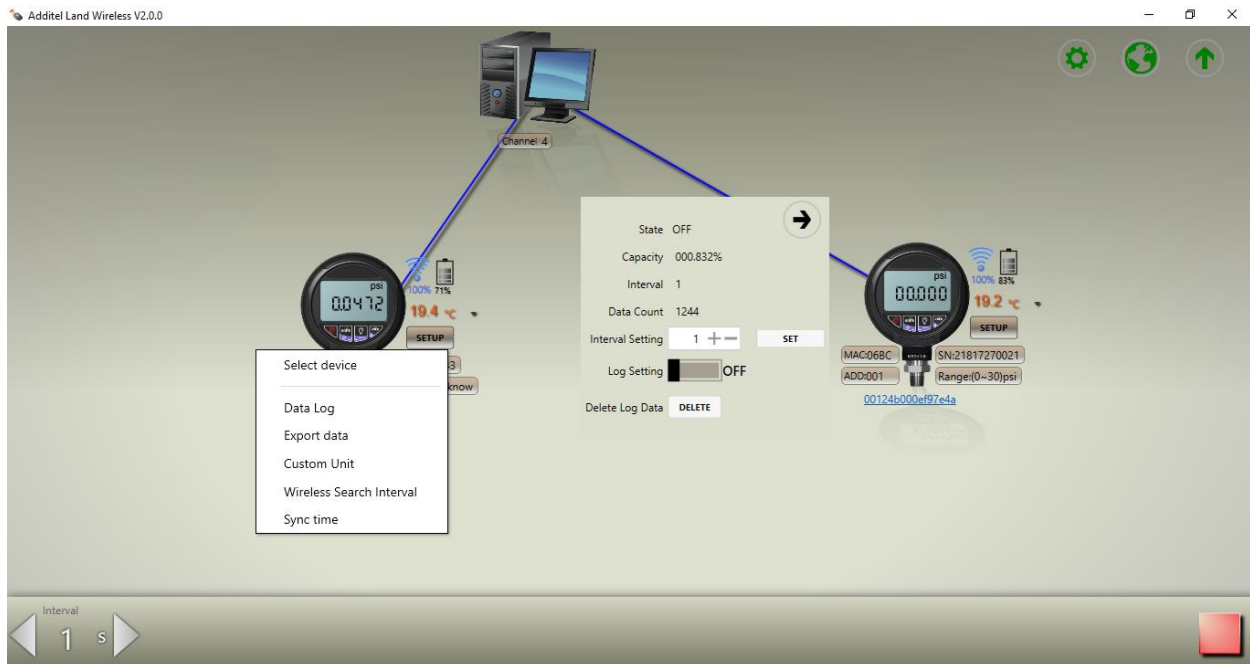 Additel Land Wireless V2.0.0
Channel 4
State OFF
Capacity 000.832%
Interval 1
Data Count 1244
Interval Setting 1 SET
Log Setting OFF
Delete Log Data DELETE
psi
0.0472
100% 71%
19.4 °C
SETUP
3
know
Select device
Data Log
Export data
Custom Unit
Wireless Search Interval
Sync time
psi
00.000
100% 83%
19.2 °C
SETUP
MAC:068C SN:21817270021
ADD:001 Range:(0~30)psi
00124b000ef97e4a
Interval
1 s